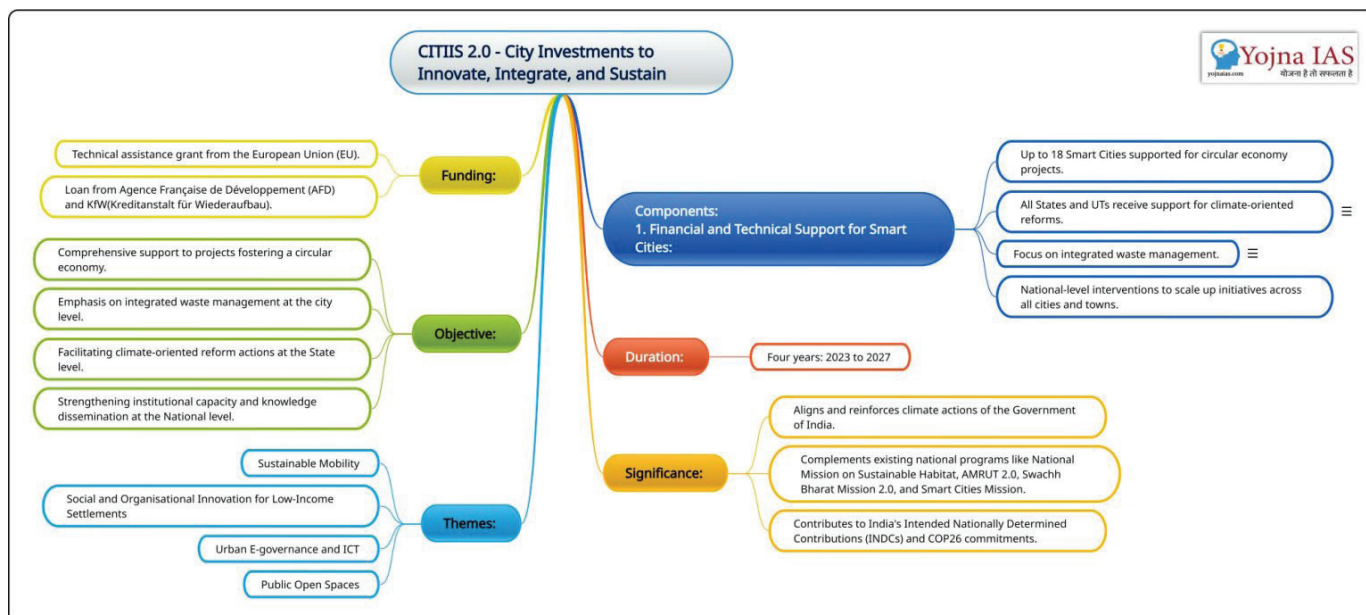 CITIIS 2.0 - City Investments to
Innovate, Integrate, and Sustain
Yojna IAS
yojnaias.com
योजना है तो सफलता है
Funding:
Technical assistance grant from the European Union (EU).
Loan from Agence Française de Développement (AFD)
and KfW(Kreditanstalt für Wiederaufbau).
Objective:
Comprehensive support to projects fostering a circular
economy.
Emphasis on integrated waste management at the city
level.
Facilitating climate-oriented reform actions at the State
level.
Strengthening institutional capacity and knowledge
dissemination at the National level.
Themes:
Sustainable Mobility
Social and Organisational Innovation for Low-Income
Settlements
Urban E-governance and ICT
Public Open Spaces
Components:
1. Financial and Technical Support for Smart
Cities:
Up to 18 Smart Cities supported for circular economy
projects.
All States and UTs receive support for climate-oriented
reforms.
Focus on integrated waste management.
National-level interventions to scale up initiatives across
all cities and towns.
Duration:
Four years: 2023 to 2027
Significance:
Aligns and reinforces climate actions of the Government
of India.
Complements existing national programs like National
Mission on Sustainable Habitat, AMRUT 2.0, Swachh
Bharat Mission 2.0, and Smart Cities Mission.
Contributes to India's Intended Nationally Determined
Contributions (INDCs) and COP26 commitments.